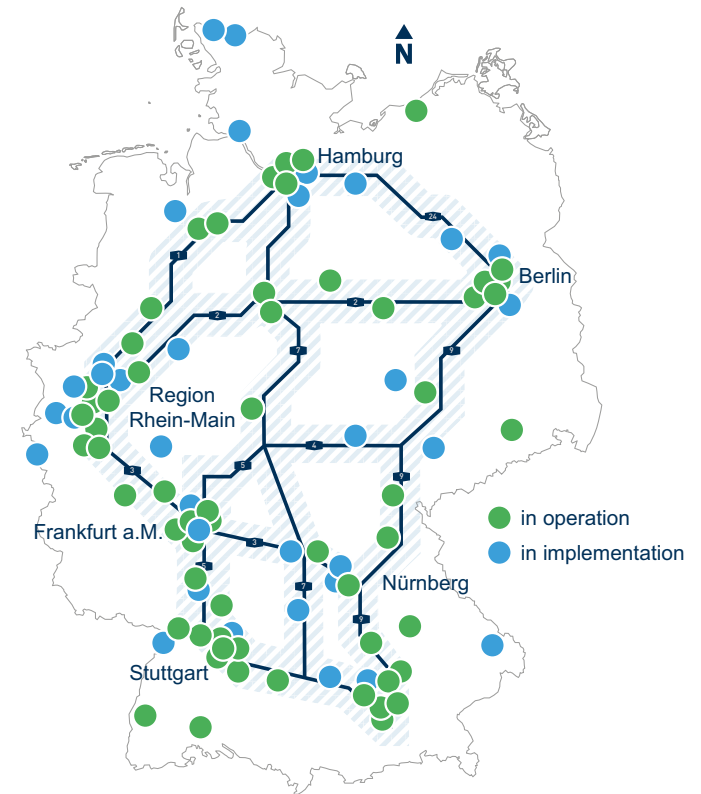 N
Hamburg
24
1
Berlin
2
2
7
9
Region
Rhein-Main
4
5
3
9
in operation
Frankfurt a.M.
3
in implementation
5
7
Nürnberg
9
Stuttgart